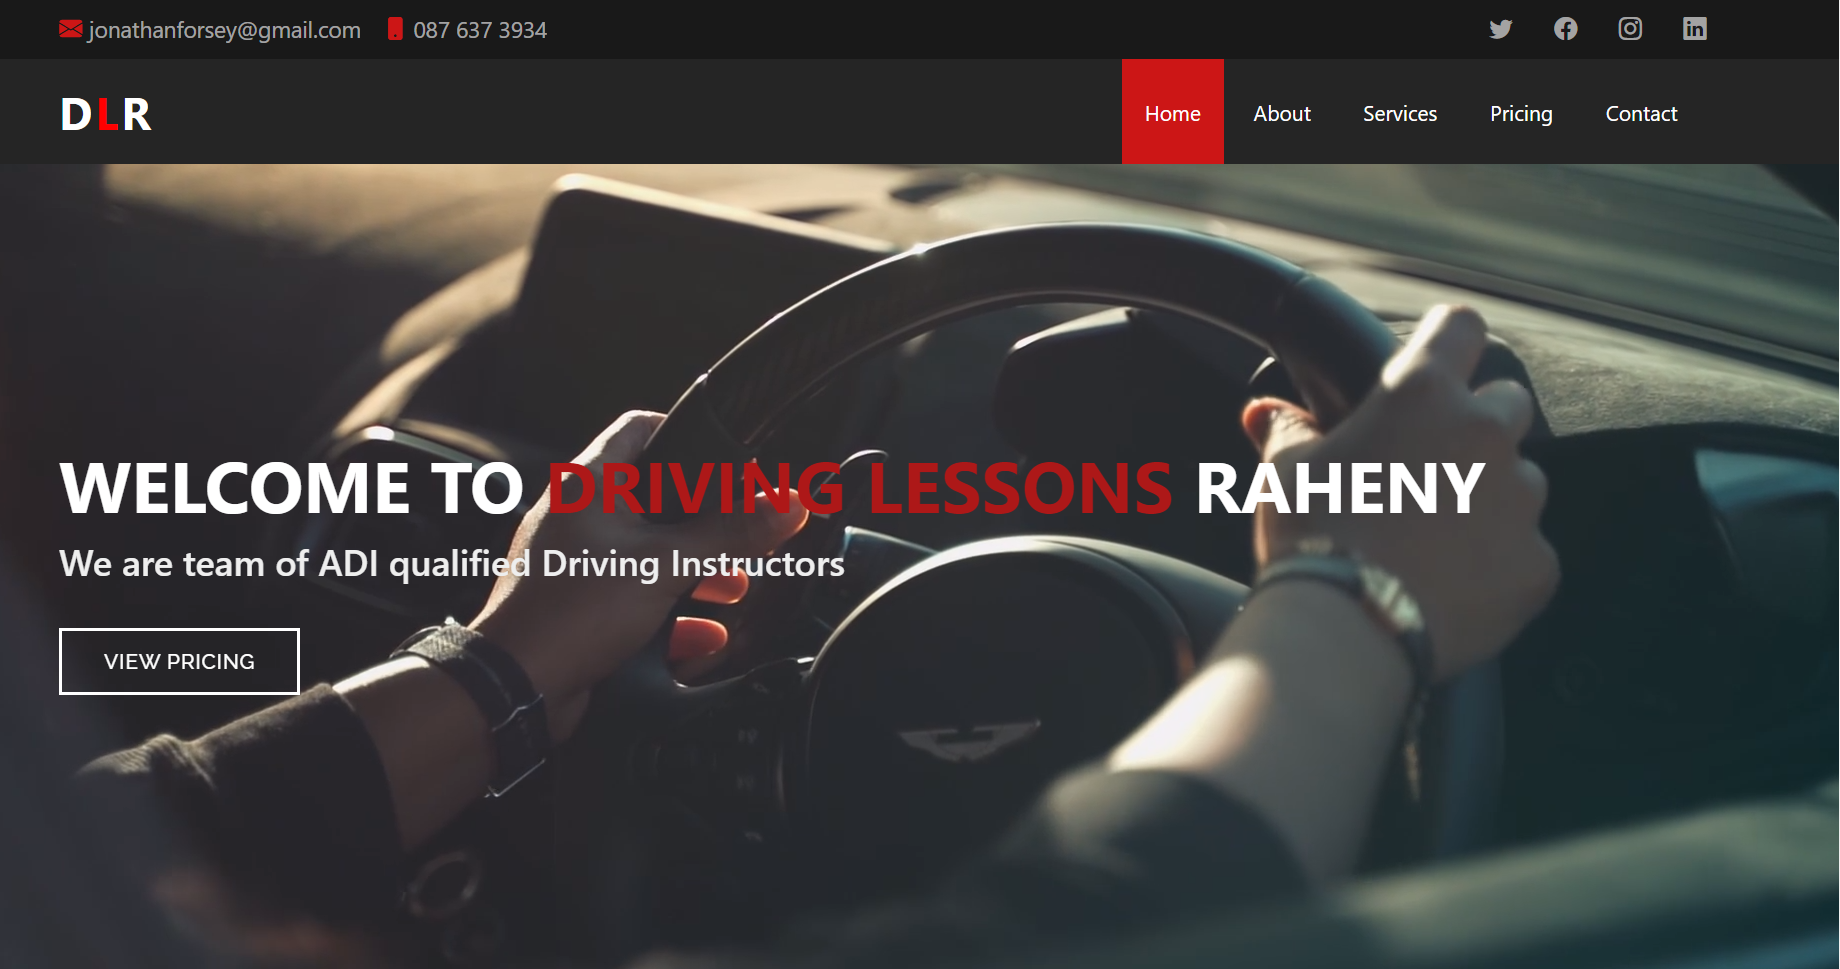 jonathanforsey@gmail.com 087 637 3934
DLR
Home About Services Pricing Contact
WELCOME TO DRIVING LESSONS RAHENY
We are team of ADI qualified Driving Instructors
VIEW PRICING